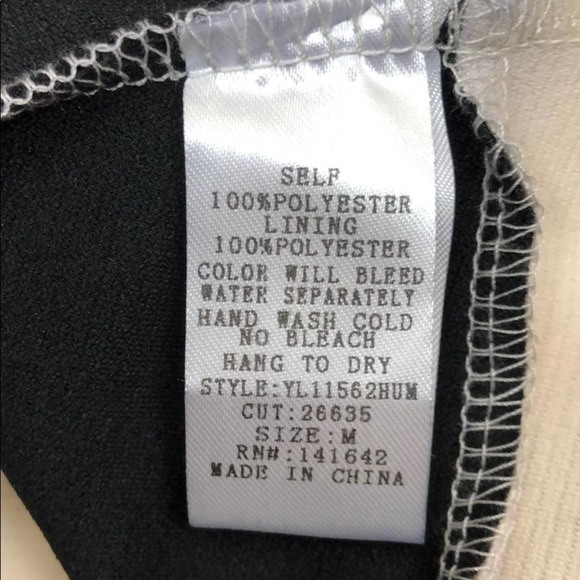 SELF
100%POLYESTER
LINING
100%POLYESTER
COLOR WILL BLEED
WATER SEPARATELY
HAND WASH COLD
NO BLEACH
HANG TO DRY
STYLE:YL11562HUM
CUT:26635
SIZE:M
RN#:141642
MADE IN CHINA